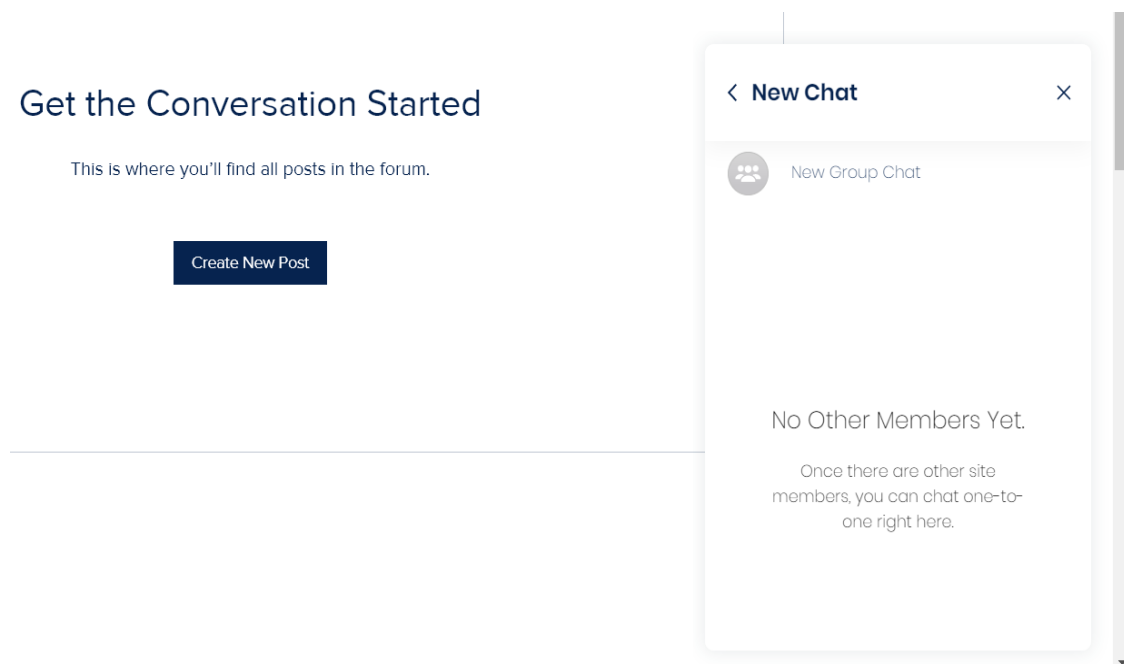 Get the Conversation Started
This is where you'll find all posts in the forum.
Create New Post
New Chat
New Group Chat
No Other Members Yet.
Once there are other site
members, you can chat one-to-
one right here.